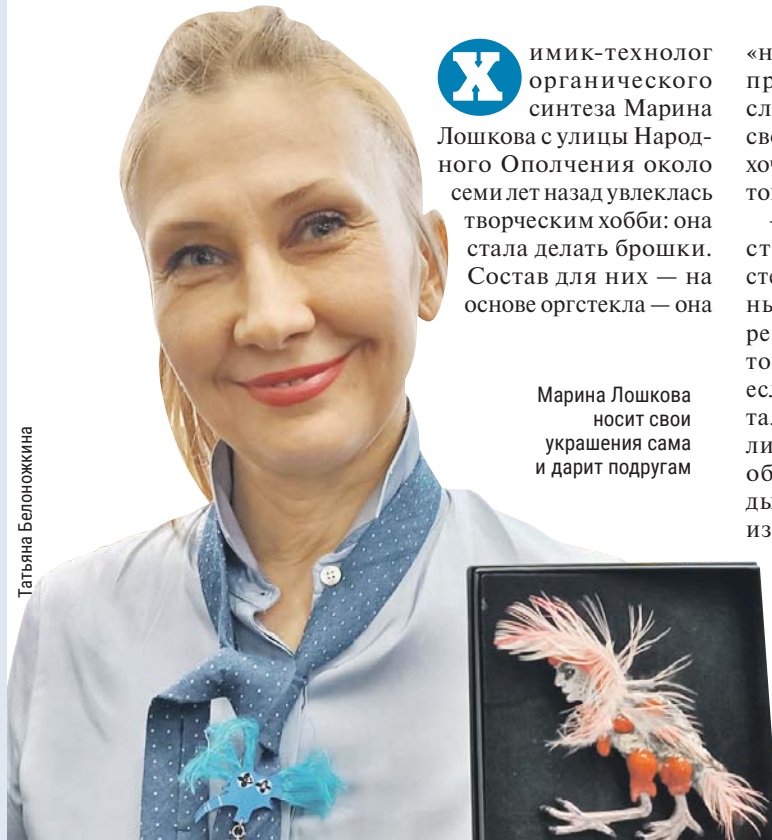 Химик-технолог
органического
синтеза Марина
Лошкова с улицы Народ-
ного Ополчения около
семи лет назад увлеклась
творческим хобби: она
стала делать брошки.
Состав для них — на
основе оргстекла — она
Марина Лошкова
носит свои
украшения сама
и дарит подругам
Татьяна Белоножкина